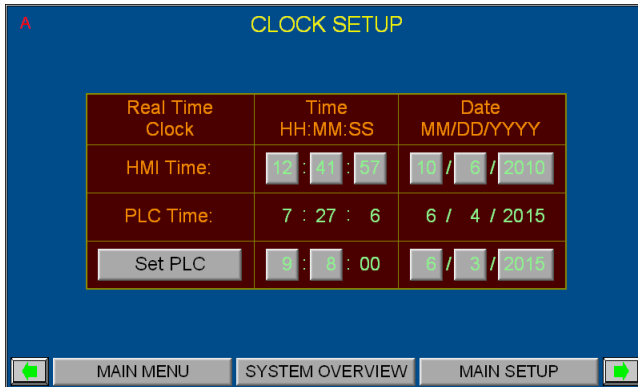 A
CLOCK SETUP
Real Time Clock
Time HH:MM:SS
Date MM/DD/YYYY
HMI Time: 12 : 41 : 57 10 / 6 / 2010
PLC Time: 7 : 27 : 6 6 / 4 / 2015
Set PLC 9 : 8 : 00 6 / 3 / 2015
MAIN MENU SYSTEM OVERVIEW MAIN SETUP